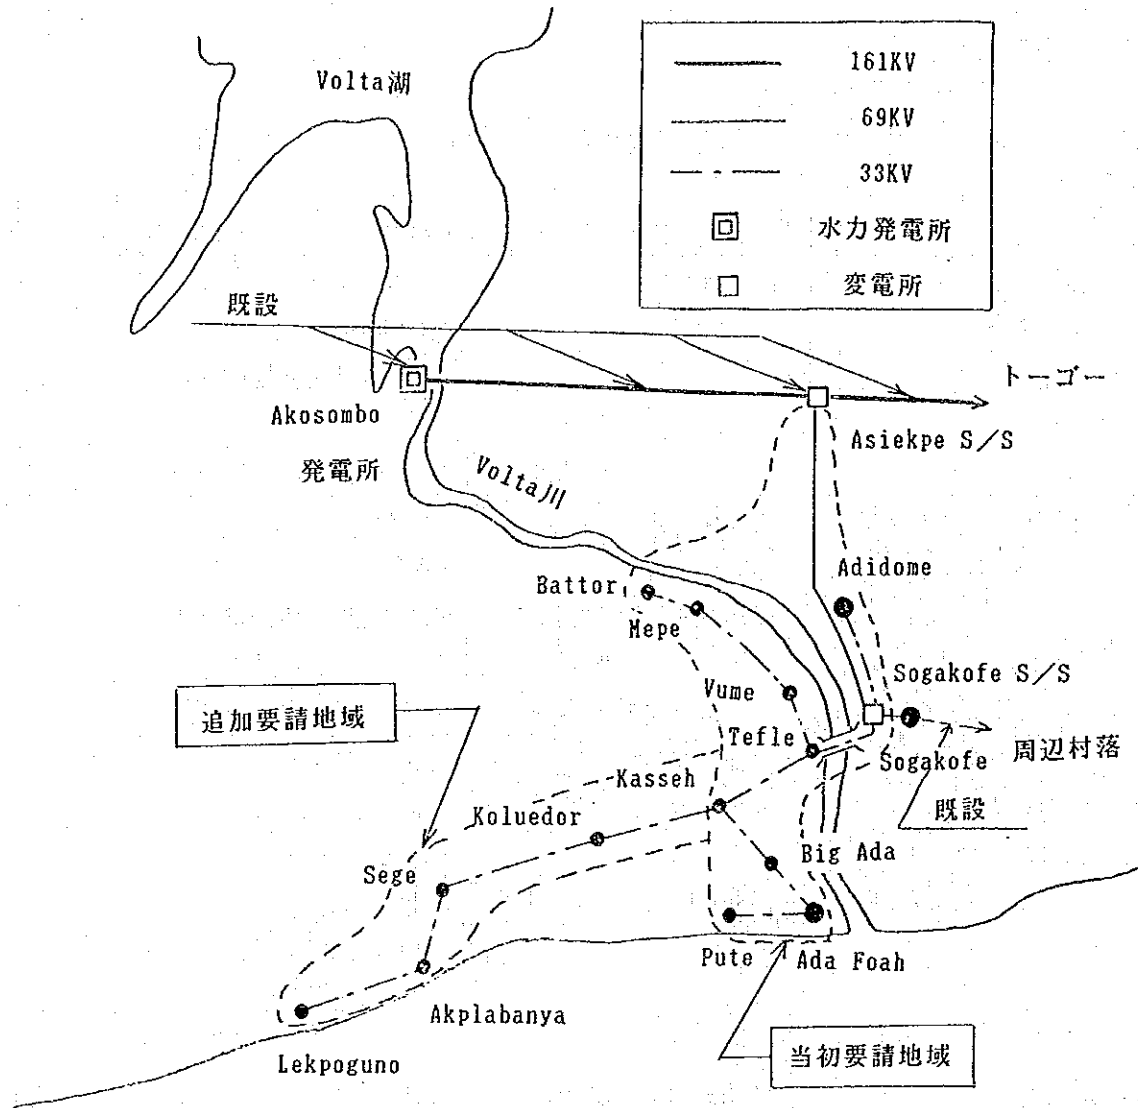 Volta湖
161KV
69KV
33KV
水力発電所
変電所
既設
トーゴー
Akosombo
発電所
Asiekpe S/S
Volta川
Adidome
Battor
Mepe
Sogakofe S/S
Vume
追加要請地域
Tefle
Sogakofe
周辺村落
Kasseh
既設
Koluedor
Big Ada
Sege
Pute
Ada Foah
Akplabanya
当初要請地域
Lekpoguno